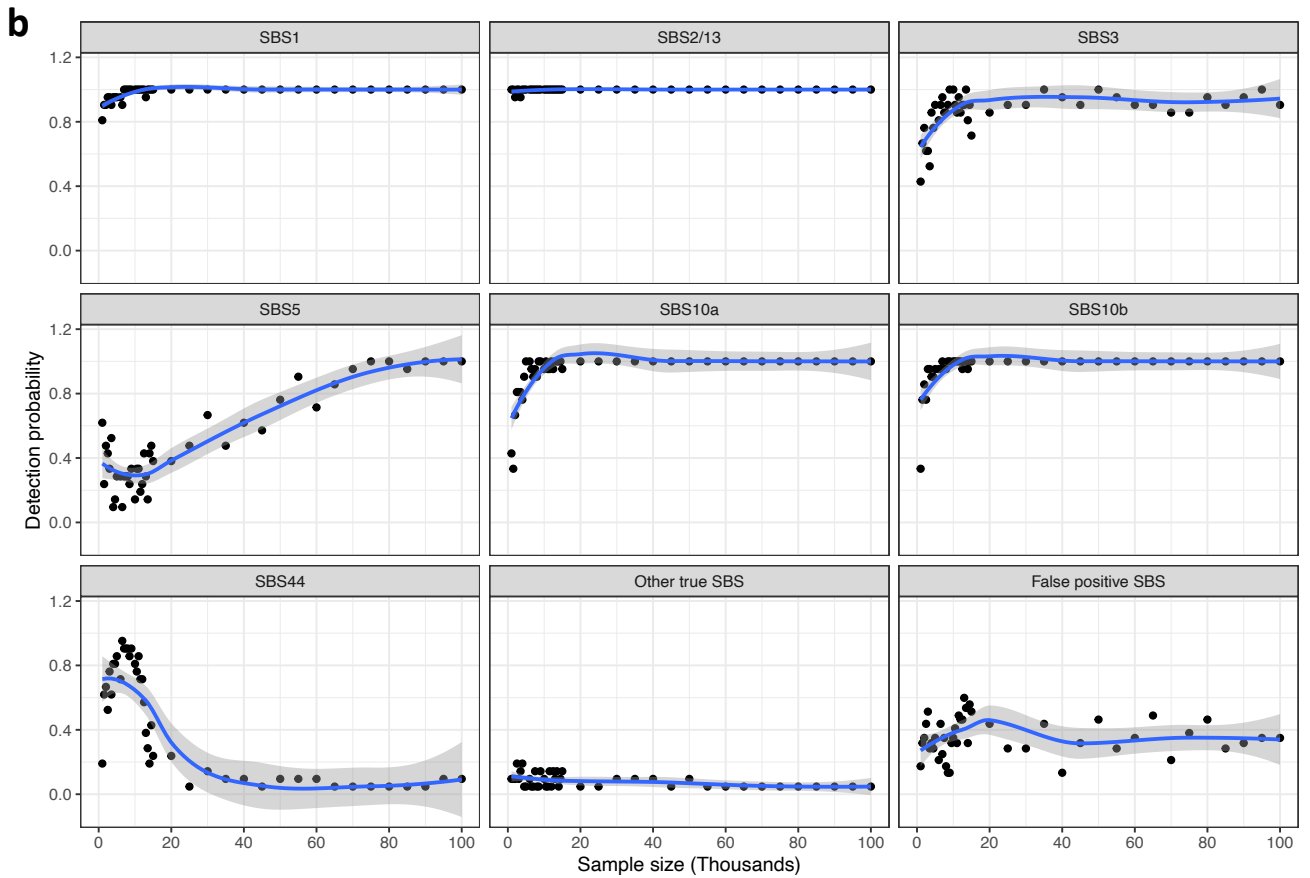 b
SBS1 SBS2/13 SBS3
1.2
0.8
0.4
0.0
SBS5 SBS10a SBS10b
1.2
0.8
0.4
0.0
Detection probability
SBS44 Other true SBS False positive SBS
1.2
0.8
0.4
0.0
0 20 40 60 80 100 0 20 40 60 80 100 0 20 40 60 80 100
Sample size (Thousands)